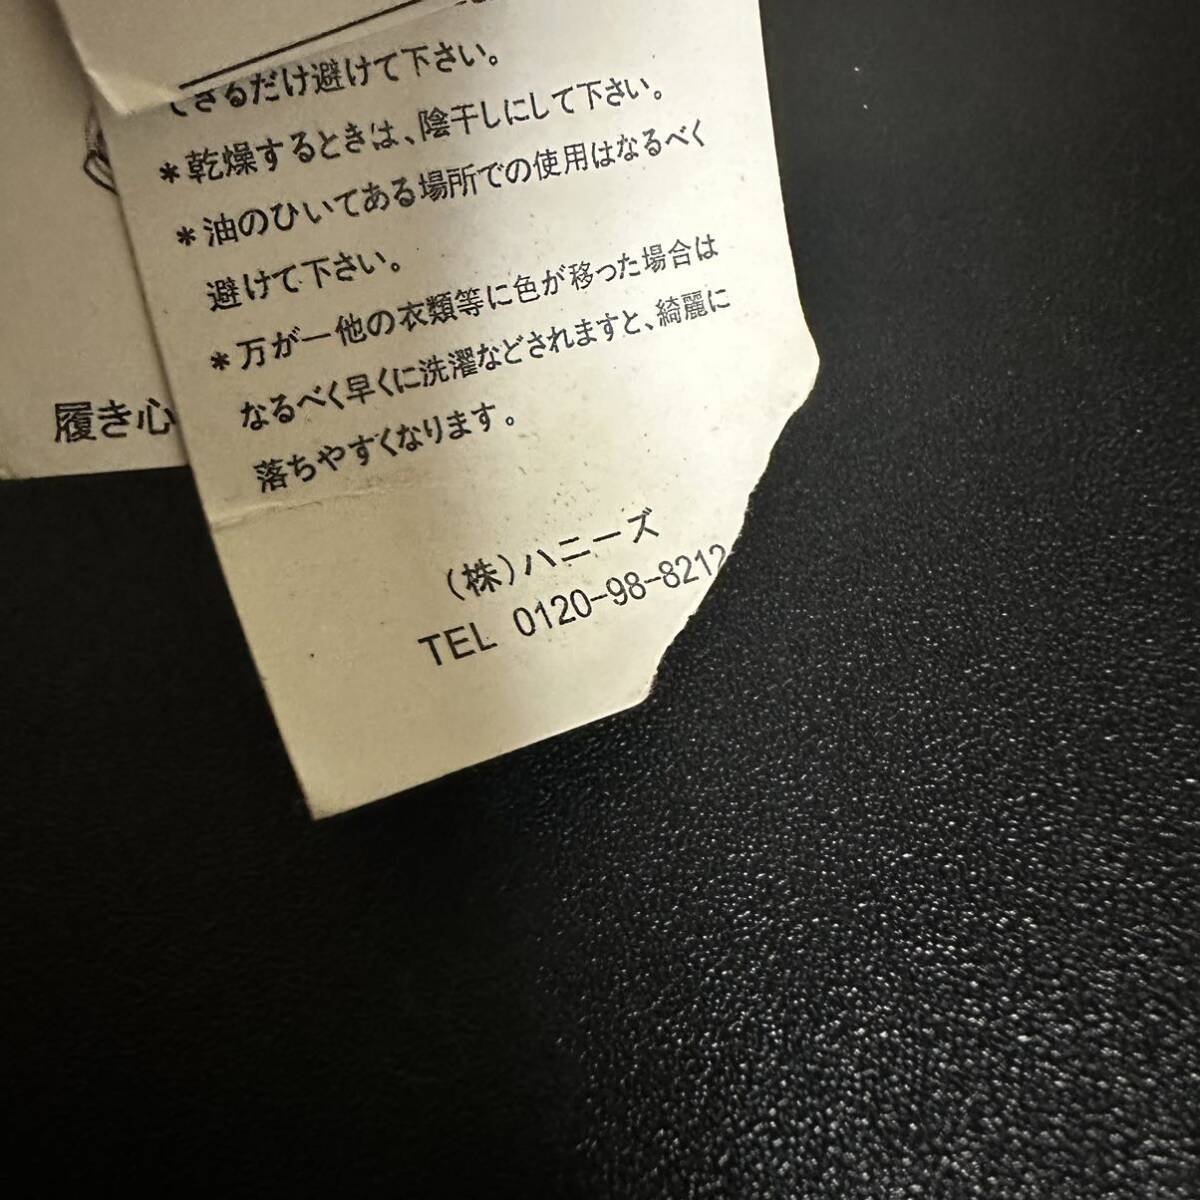 できるだけ避けて下さい。
＊乾燥するときは、陰干しにして下さい。
＊油のひいてある場所での使用はなるべく
避けて下さい。
＊万が一他の衣類等に色が移った場合は
なるべく早くに洗濯などされますと、綺麗に
落ちやすくなります。
（株）ハニーズ
TEL 0120-98-8212
履き心